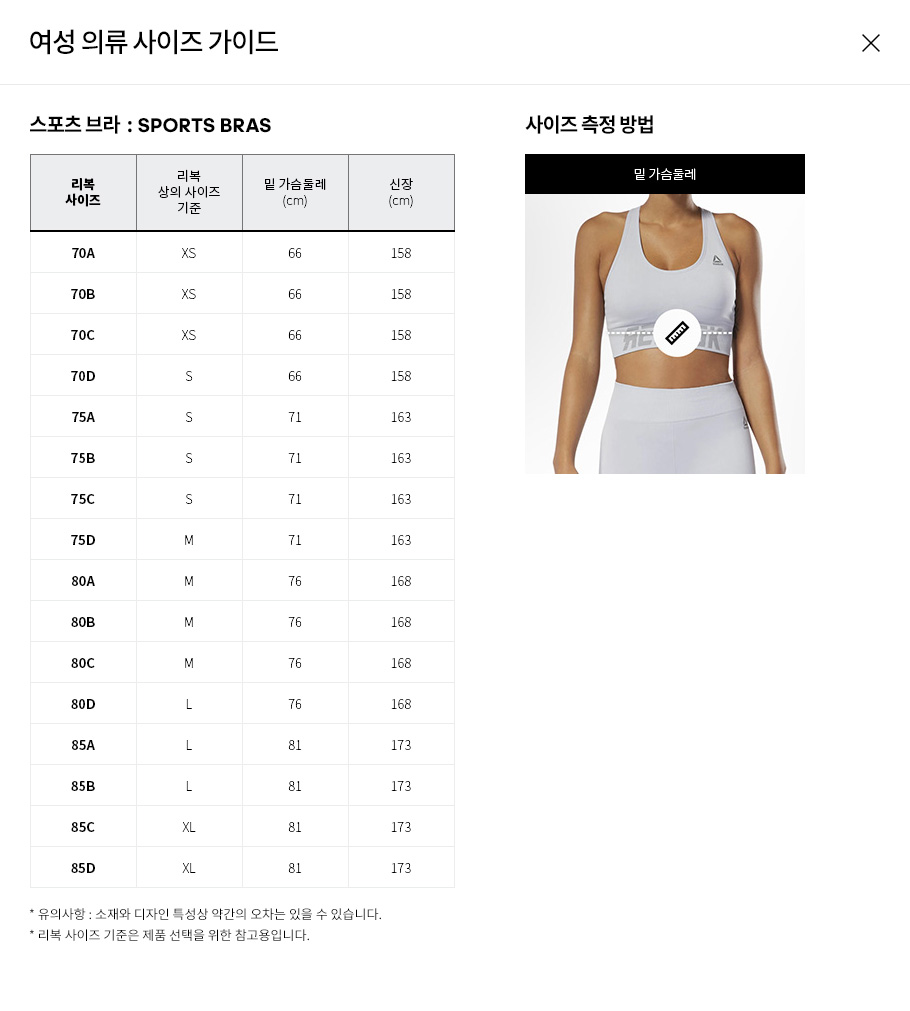 여성 의류 사이즈 가이드
스포츠 브라 : SPORTS BRAS
리복 사이즈 | 리복 상의 사이즈 기준 | 밑 가슴둘레 (cm) | 신장 (cm)
70A XS 66 158
70B XS 66 158
70C XS 66 158
70D S 66 158
75A S 71 163
75B S 71 163
75C S 71 163
75D M 71 163
80A M 76 168
80B M 76 168
80C M 76 168
80D L 76 168
85A L 81 173
85B L 81 173
85C XL 81 173
85D XL 81 173
* 유의사항 : 소재와 디자인 특성상 약간의 오차는 있을 수 있습니다.
* 리복 사이즈 기준은 제품 선택을 위한 참고용입니다.
사이즈 측정 방법
밑 가슴둘레